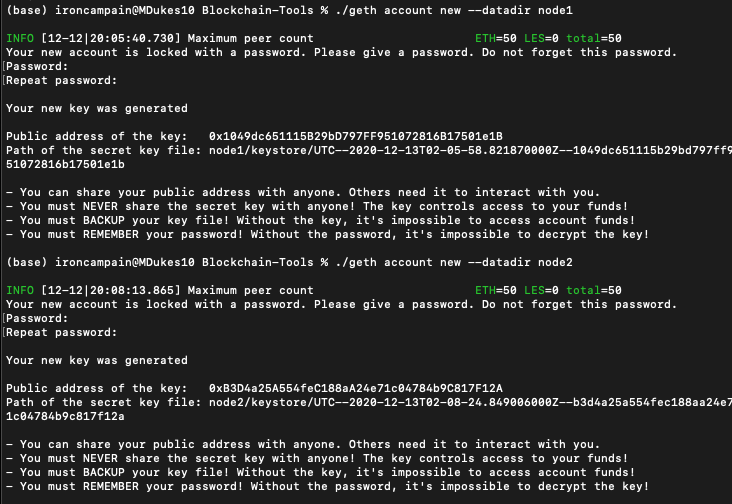 (base) ironcampain@MDukes10 Blockchain-Tools % ./geth account new --datadir node1
INFO [12-12|20:05:40.730] Maximum peer count ETH=50 LES=0 total=50
Your new account is locked with a password. Please give a password. Do not forget this password.
Password:
Repeat password:
Your new key was generated
Public address of the key: 0x1049dc651115B29bD797FF951072816B17501e1B
Path of the secret key file: node1/keystore/UTC--2020-12-13T02-05-58.821870000Z--1049dc651115b29bd797ff9
51072816b17501e1b
- You can share your public address with anyone. Others need it to interact with you.
- You must NEVER share the secret key with anyone! The key controls access to your funds!
- You must BACKUP your key file! Without the key, it's impossible to access account funds!
- You must REMEMBER your password! Without the password, it's impossible to decrypt the key!
(base) ironcampain@MDukes10 Blockchain-Tools % ./geth account new --datadir node2
INFO [12-12|20:08:13.865] Maximum peer count ETH=50 LES=0 total=50
Your new account is locked with a password. Please give a password. Do not forget this password.
Password:
Repeat password:
Your new key was generated
Public address of the key: 0xB3D4a25A554feC188aA24e71c04784b9C817F12A
Path of the secret key file: node2/keystore/UTC--2020-12-13T02-08-24.849006000Z--b3d4a25a554fec188aa24e7
1c04784b9c817f12a
- You can share your public address with anyone. Others need it to interact with you.
- You must NEVER share the secret key with anyone! The key controls access to your funds!
- You must BACKUP your key file! Without the key, it's impossible to access account funds!
- You must REMEMBER your password! Without the password, it's impossible to decrypt the key!